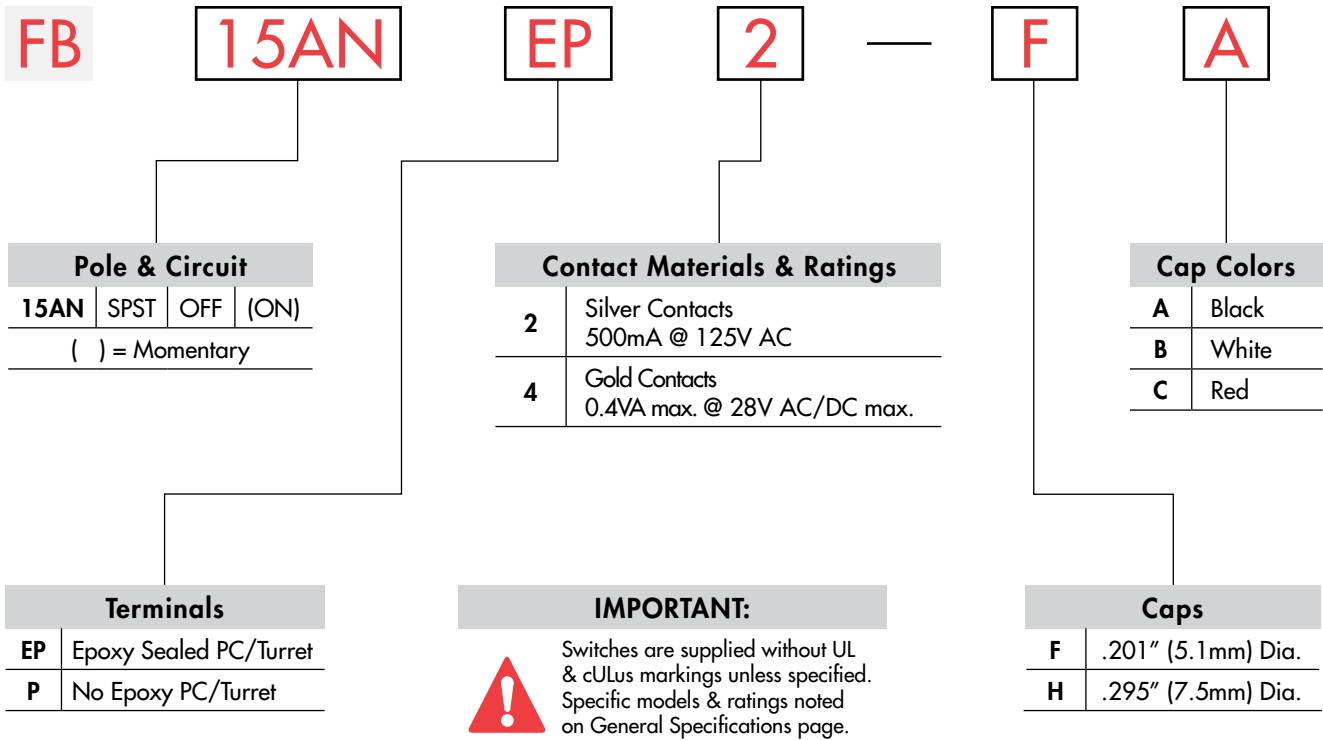 FB 15AN EP 2 — F A
Pole & Circuit
15AN SPST OFF (ON)
( ) = Momentary
Contact Materials & Ratings
2 Silver Contacts
500mA @ 125V AC
4 Gold Contacts
0.4VA max. @ 28V AC/DC max.
Cap Colors
A Black
B White
C Red
Terminals
EP Epoxy Sealed PC/Turret
P No Epoxy PC/Turret
IMPORTANT:
Switches are supplied without UL
& cULus markings unless specified.
Specific models & ratings noted
on General Specifications page.
Caps
F .201” (5.1mm) Dia.
H .295” (7.5mm) Dia.